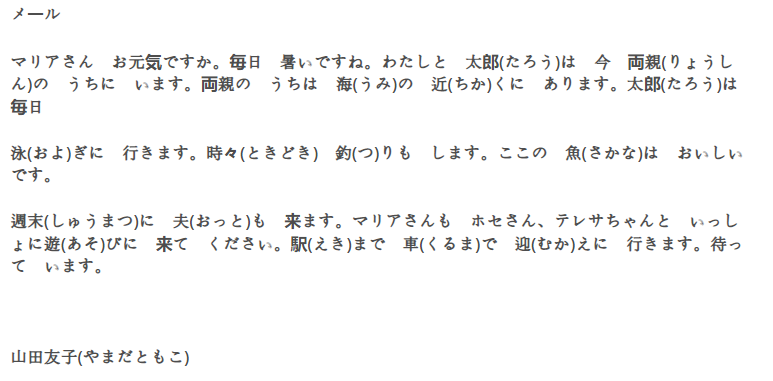 メール
マリアさん　お元気ですか。毎日　暑いですね。わたしと　太郎(たろう)は　今　両親(りょうし
ん)の　うちに　います。両親の　うちは　海(うみ)の　近(ちか)くに　あります。太郎(たろう)は
毎日
泳(およ)ぎに　行きます。時々(ときどき)　釣(つ)りも　します。ここの　魚(さかな)は　おいしい
です。
週末(しゅうまつ)に　夫(おっと)も　来ます。マリアさんも　ホセさん、テレサちゃんと　いっし
ょに遊(あそ)びに　来て　ください。駅(えき)まで　車(くるま)で　迎(むか)えに　行きます。待っ
て　います。
山田友子(やまだともこ)